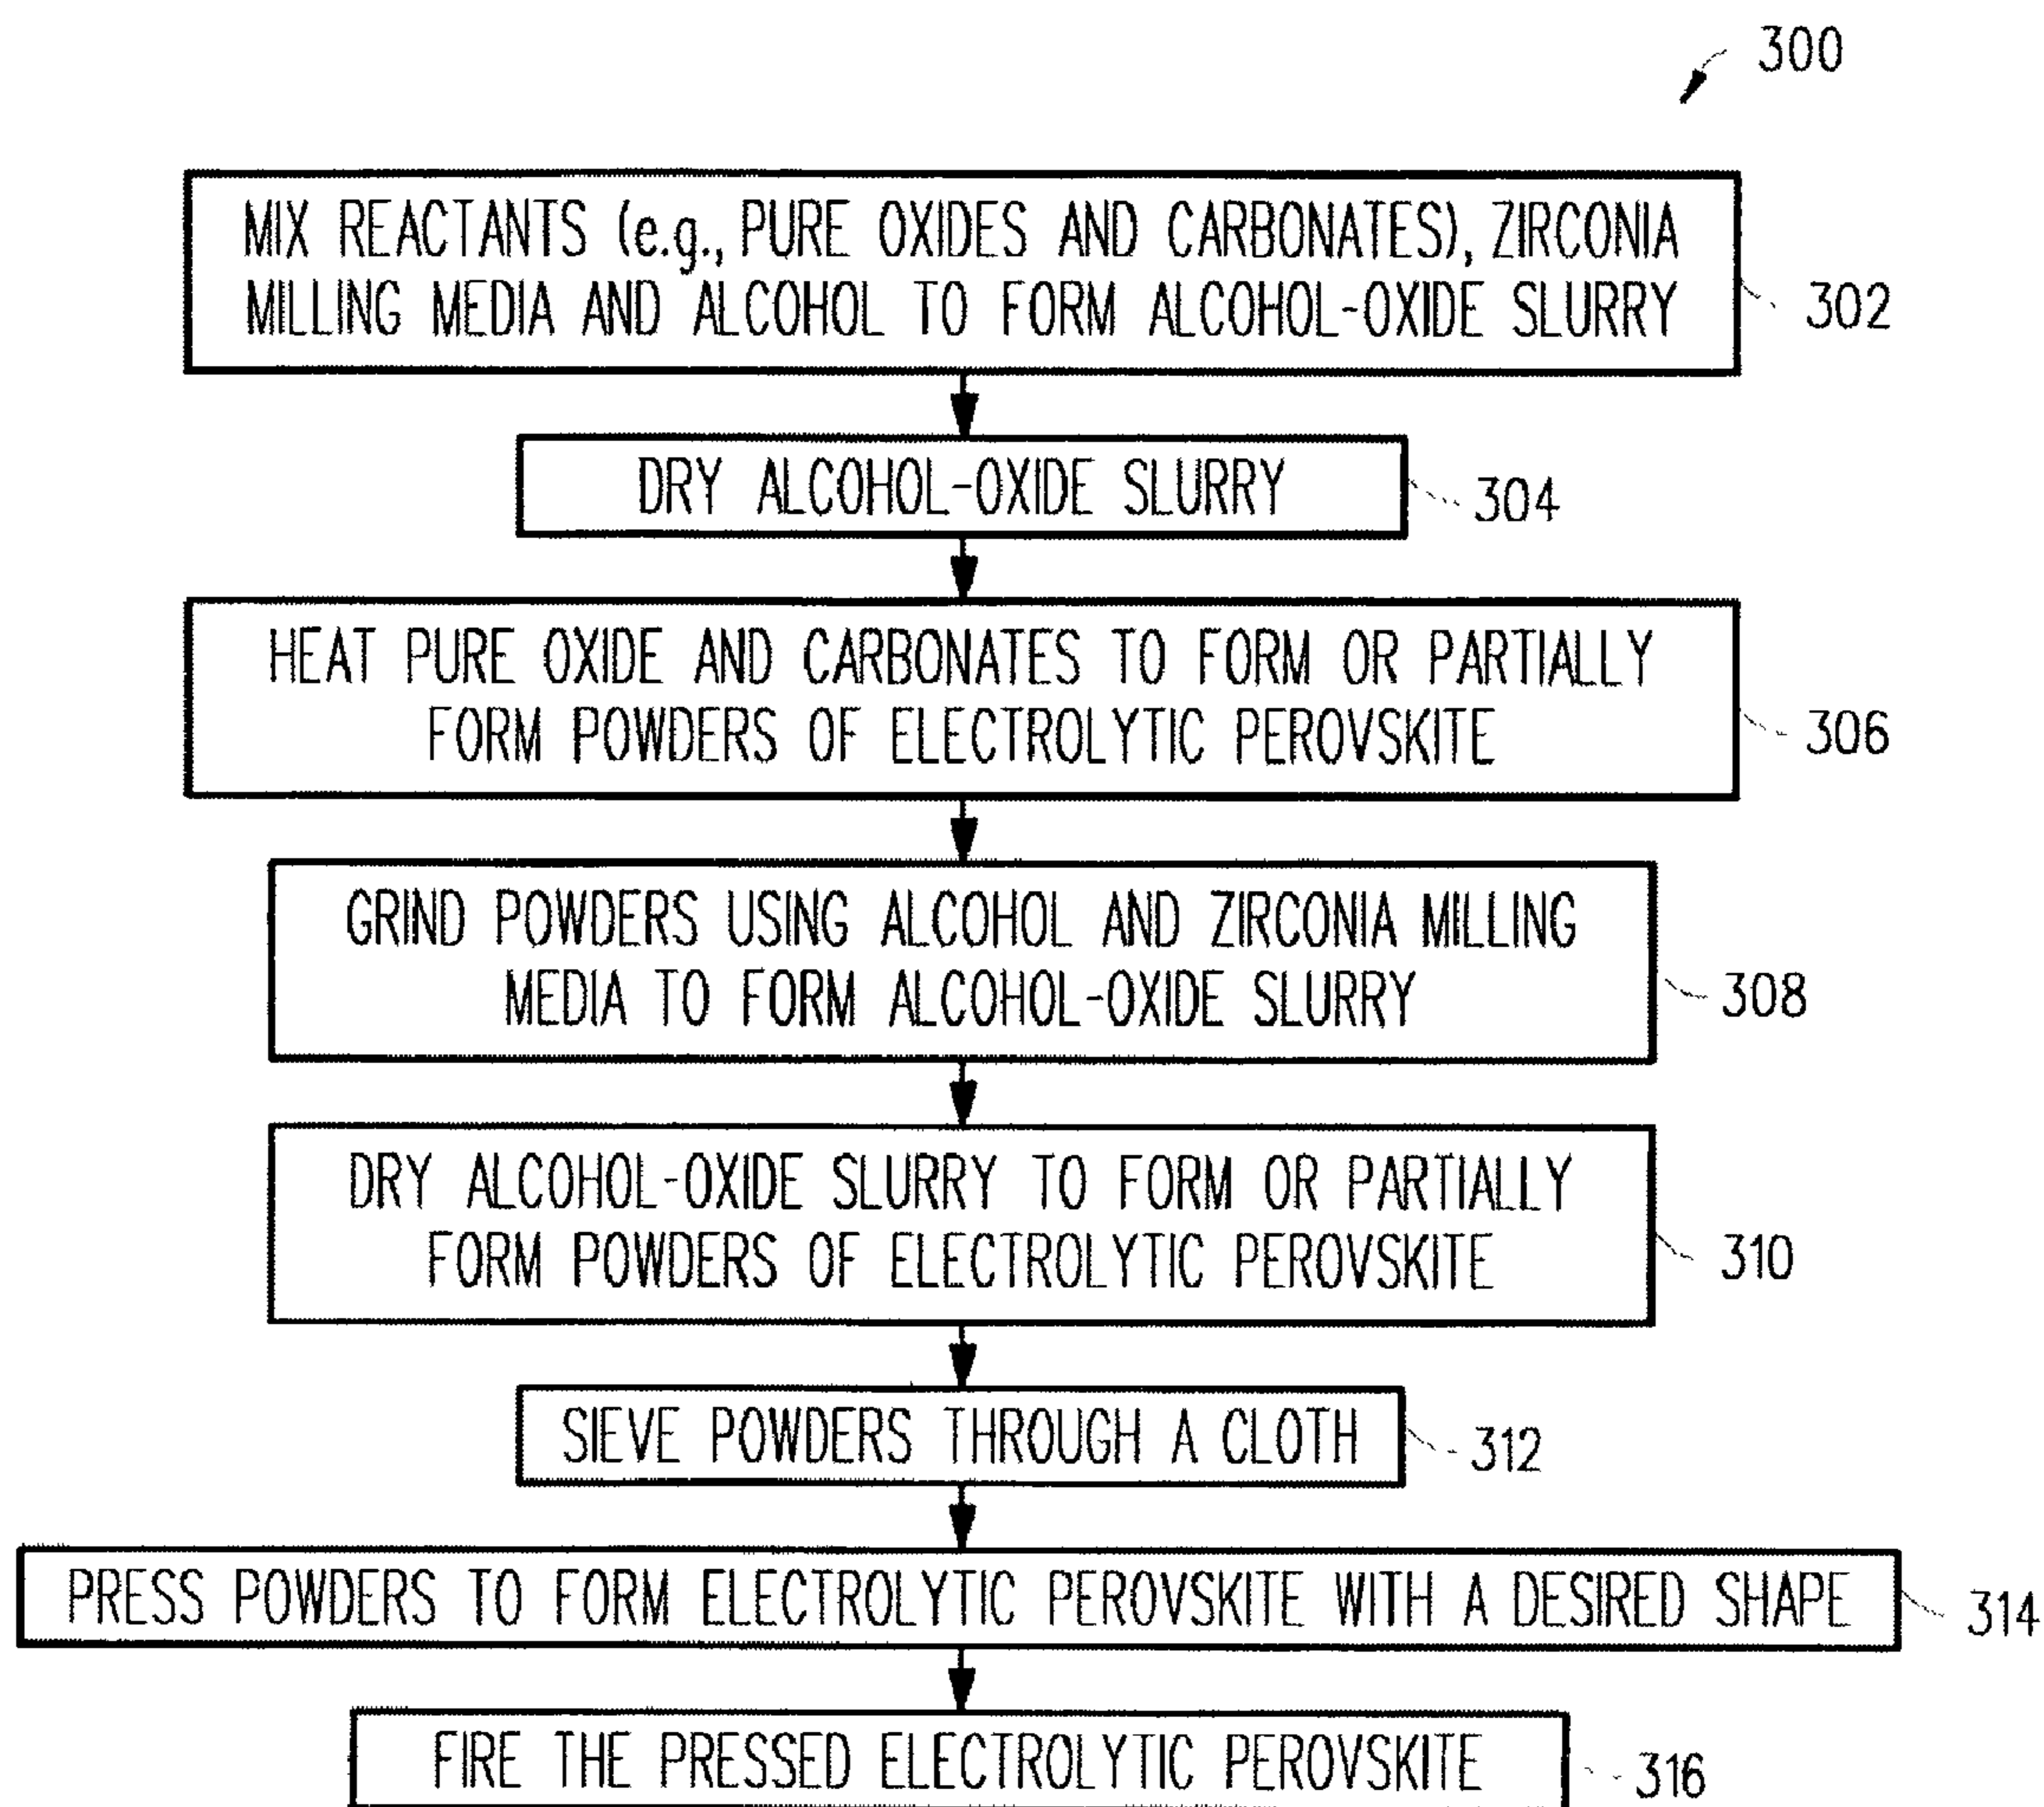 300
MIX REACTANTS (e.g., PURE OXIDES AND CARBONATES), ZIRCONIA
MILLING MEDIA AND ALCOHOL TO FORM ALCOHOL-OXIDE SLURRY
302
DRY ALCOHOL-OXIDE SLURRY
304
HEAT PURE OXIDE AND CARBONATES TO FORM OR PARTIALLY
FORM POWDERS OF ELECTROLYTIC PEROVSKITE
306
GRIND POWDERS USING ALCOHOL AND ZIRCONIA MILLING
MEDIA TO FORM ALCOHOL-OXIDE SLURRY
308
DRY ALCOHOL-OXIDE SLURRY TO FORM OR PARTIALLY
FORM POWDERS OF ELECTROLYTIC PEROVSKITE
310
SIEVE POWDERS THROUGH A CLOTH
312
PRESS POWDERS TO FORM ELECTROLYTIC PEROVSKITE WITH A DESIRED SHAPE
314
FIRE THE PRESSED ELECTROLYTIC PEROVSKITE
316